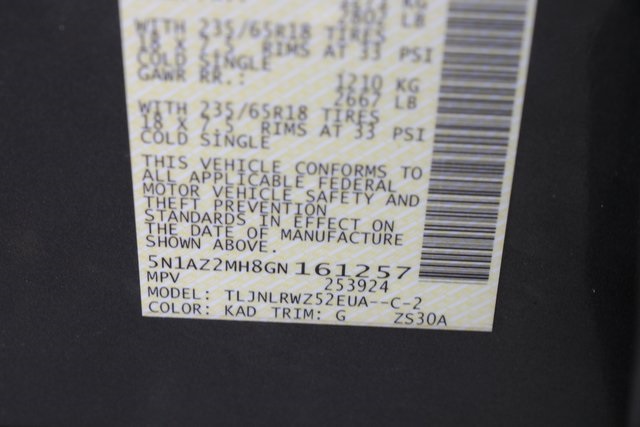 KG
2802 LB
WITH 235/65R18 TIRES
18 X 7.5 RIMS AT 33 PSI
COLD SINGLE
GAWR RR.: 1210 KG
2667 LB
WITH 235/65R18 TIRES
18 X 7.5 RIMS AT 33 PSI
COLD SINGLE
THIS VEHICLE CONFORMS TO
ALL APPLICABLE FEDERAL
MOTOR VEHICLE SAFETY AND
THEFT PREVENTION
STANDARDS IN EFFECT ON
THE DATE OF MANUFACTURE
SHOWN ABOVE.
5N1AZ2MH8GN161257
MPV 253924
MODEL: TLJNLRWZ52EUA--C-2
COLOR: KAD TRIM: G ZS30A